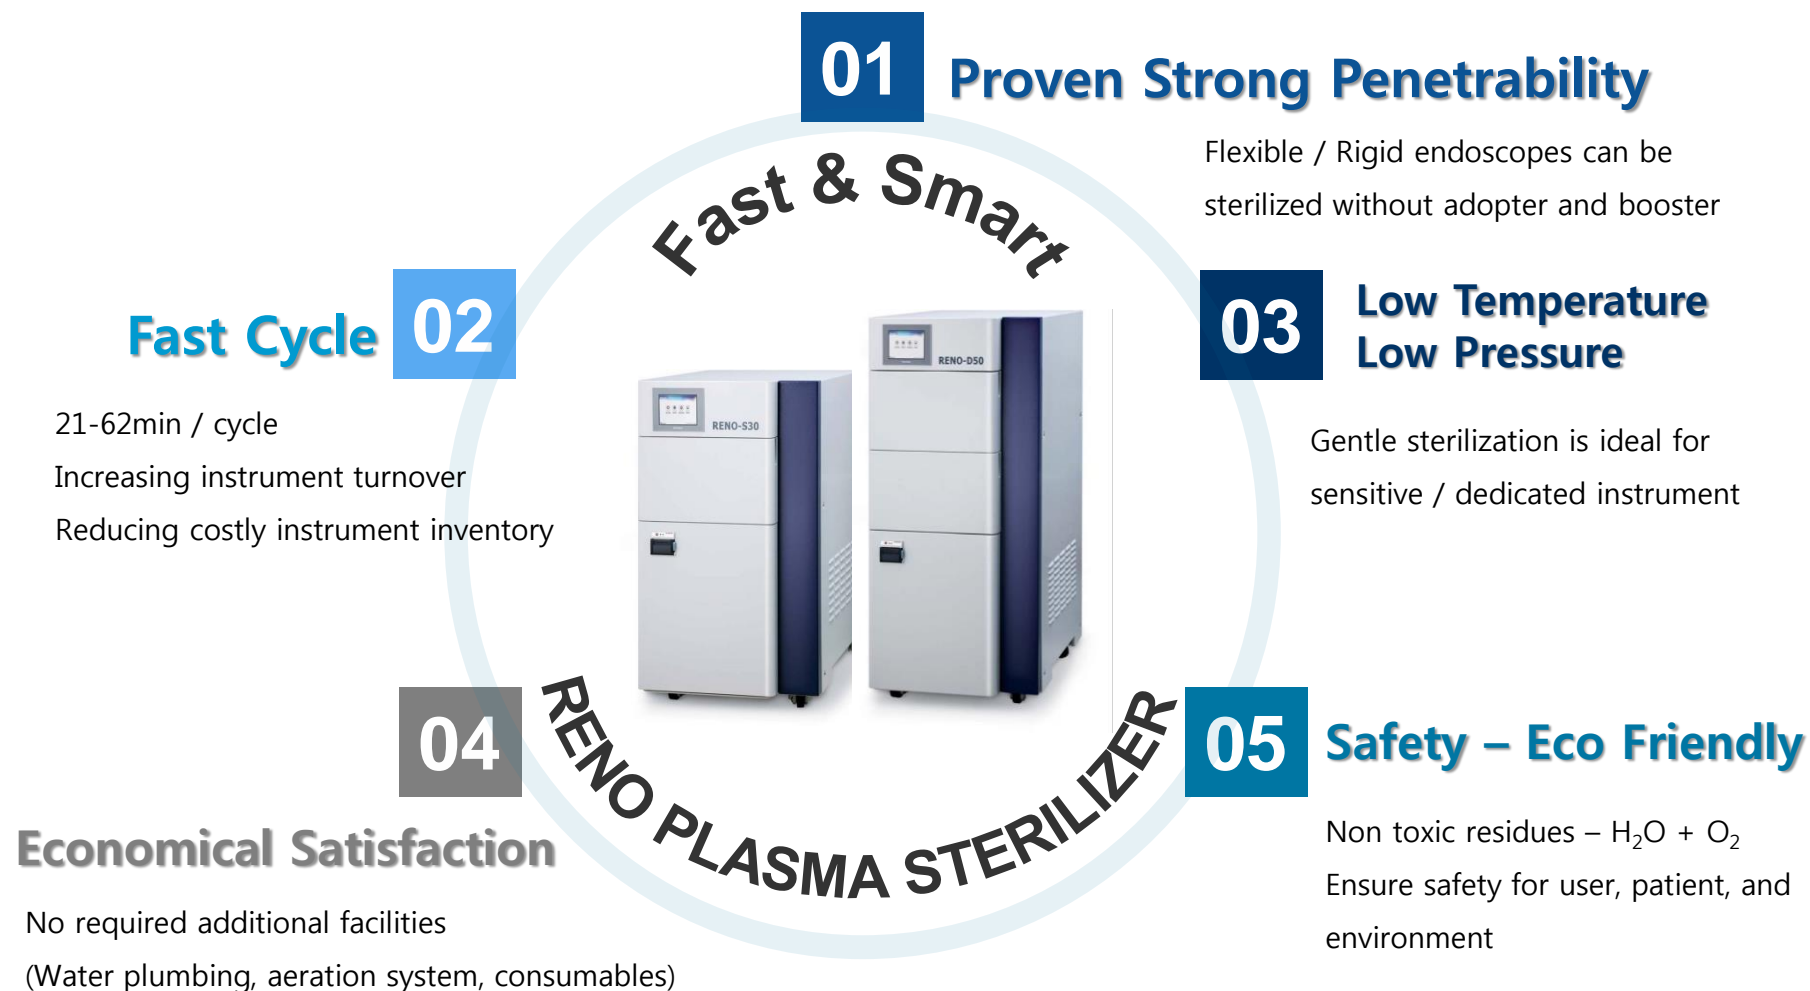 01
Proven Strong Penetrability
Flexible / Rigid endoscopes can be
sterilized without adopter and booster
Fast & Smart
Fast Cycle
02
21-62min / cycle
Increasing instrument turnover
Reducing costly instrument inventory
03
Low Temperature
Low Pressure
Gentle sterilization is ideal for
sensitive / dedicated instrument
RENO-S30
RENO-D50
04
Economical Satisfaction
No required additional facilities
(Water plumbing, aeration system, consumables)
RENO PLASMA STERILIZER
05
Safety – Eco Friendly
Non toxic residues – H₂O + O₂
Ensure safety for user, patient, and
environment